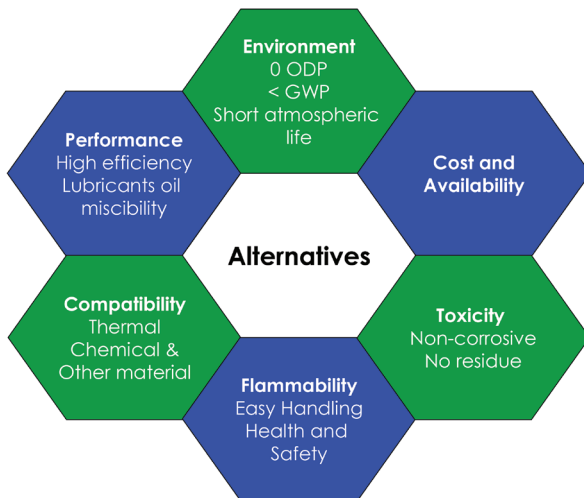 Environment
0 ODP
< GWP
Short atmospheric
life
Performance
High efficiency
Lubricants oil
miscibility
Cost and
Availability
Alternatives
Compatibility
Thermal
Chemical &
Other material
Toxicity
Non-corrosive
No residue
Flammability
Easy Handling
Health and
Safety